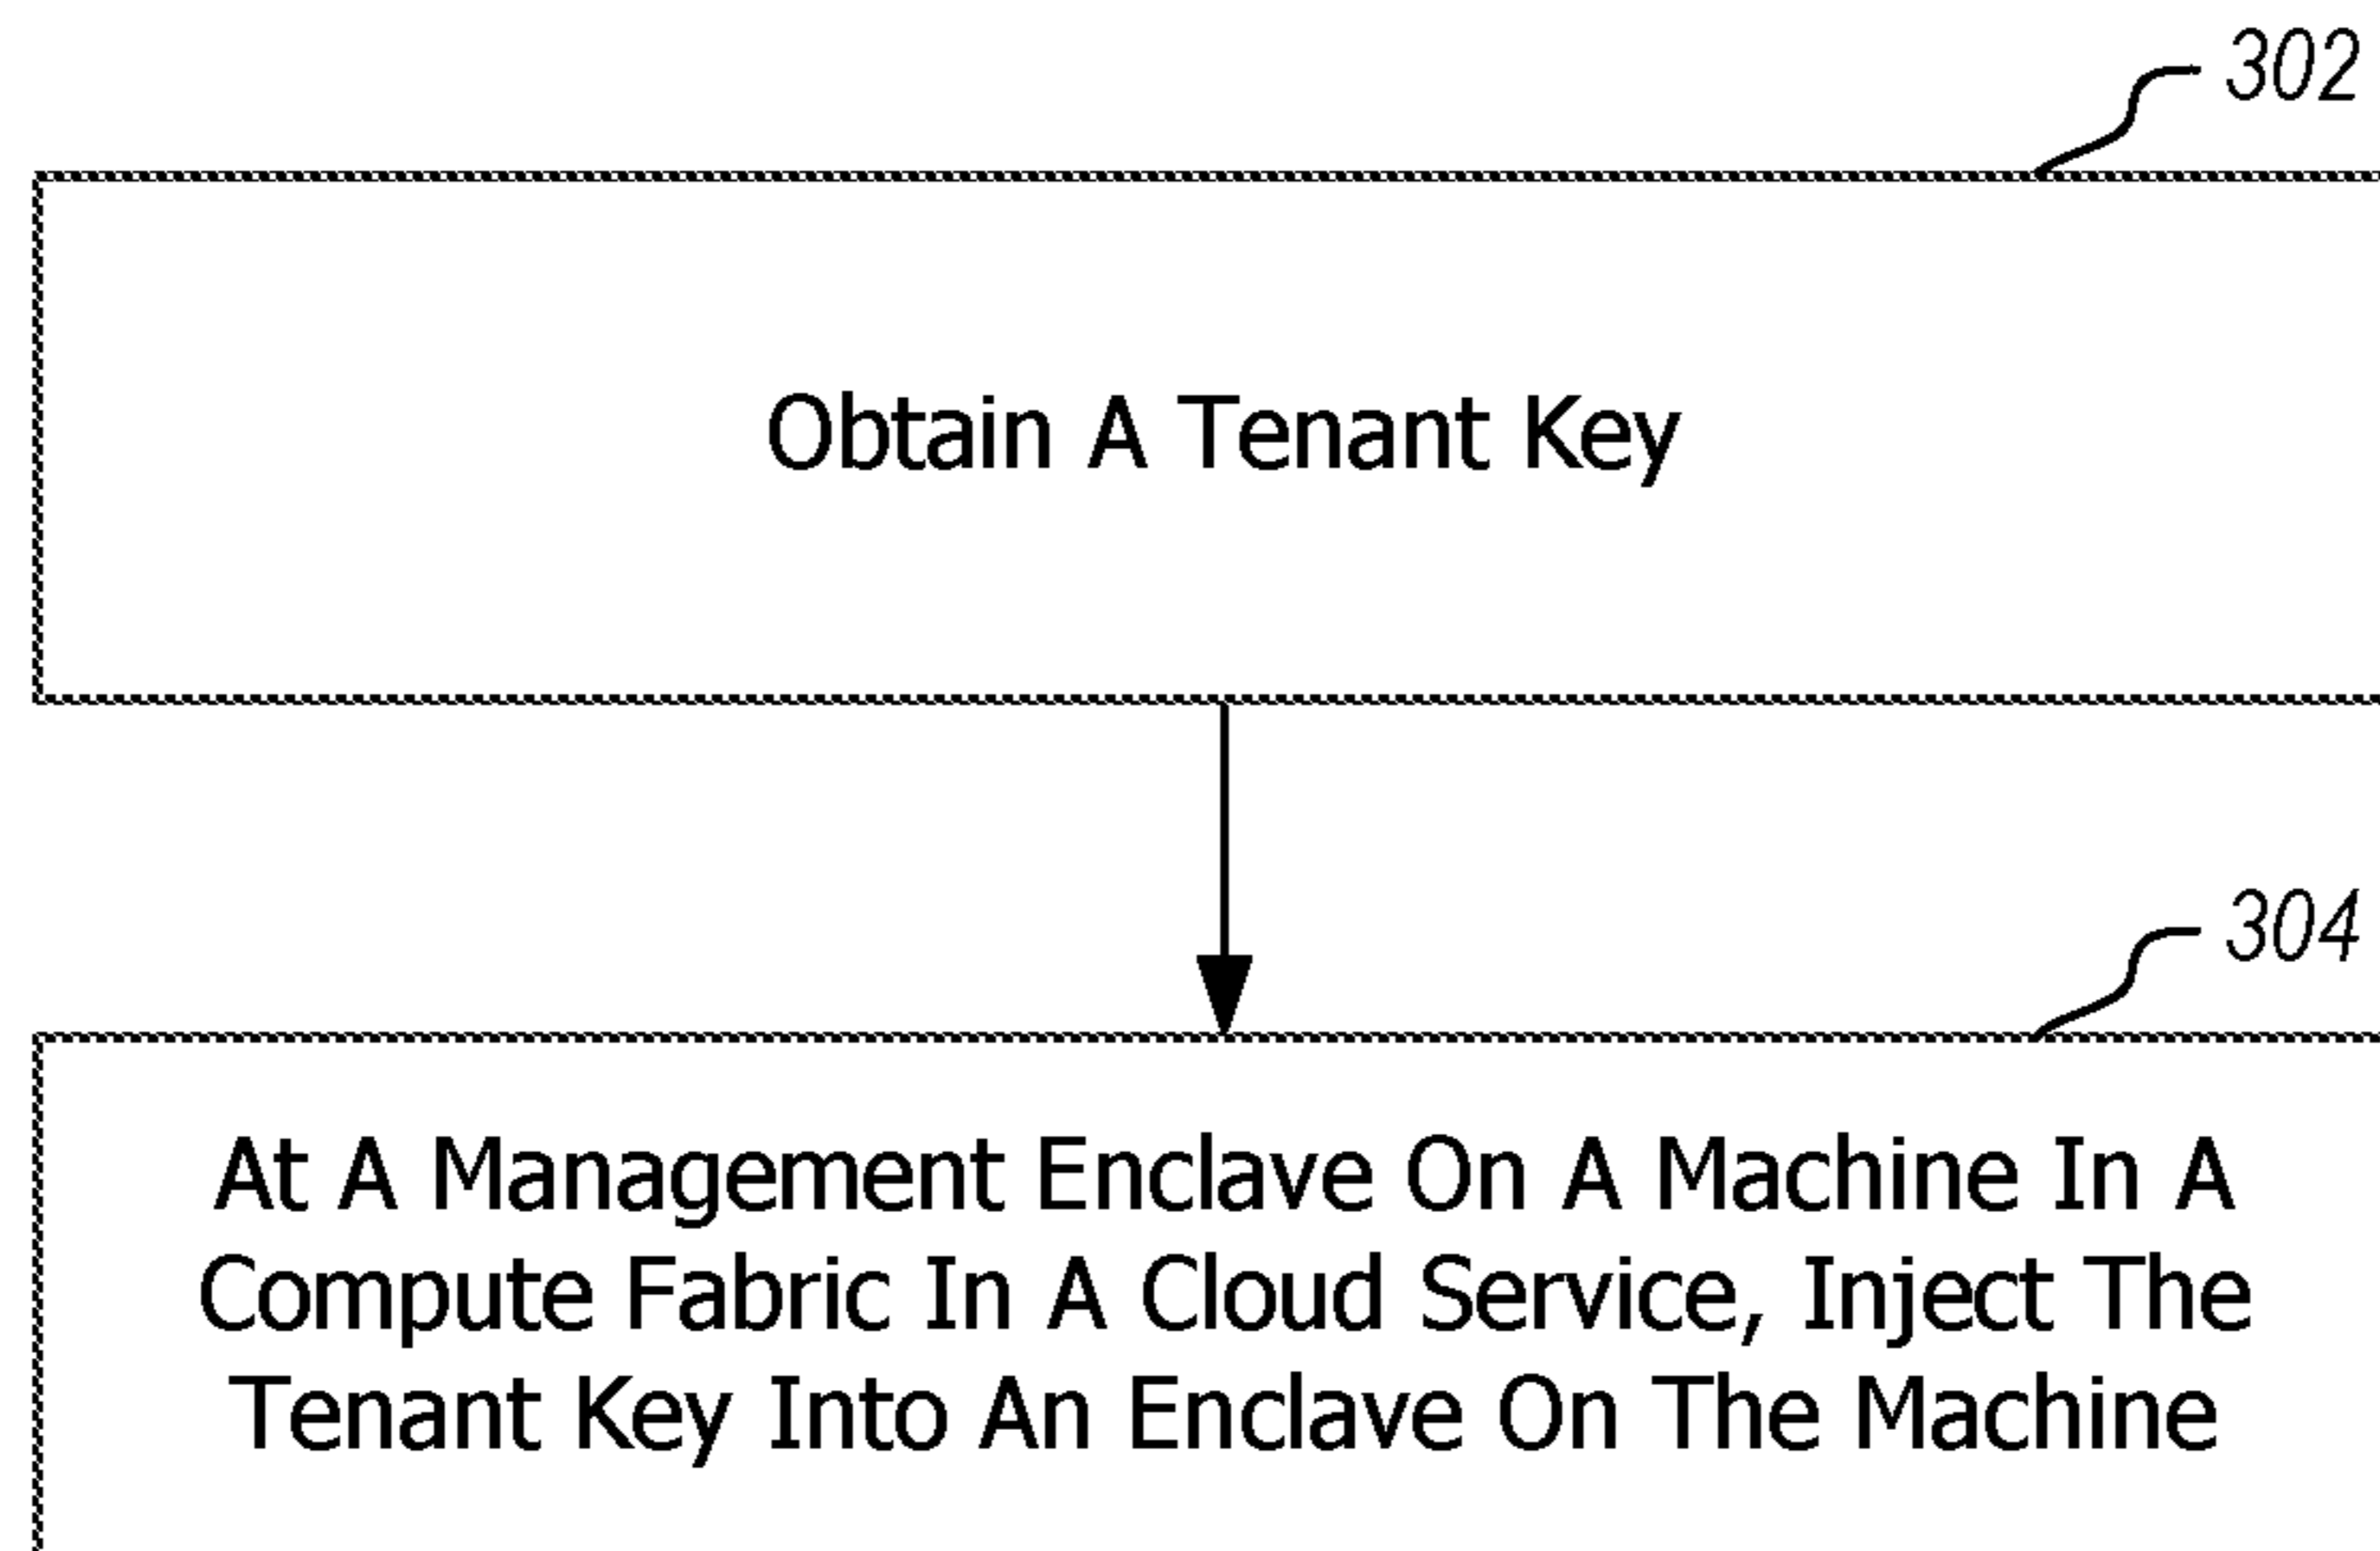 302
Obtain A Tenant Key
304
At A Management Enclave On A Machine In A
Compute Fabric In A Cloud Service, Inject The
Tenant Key Into An Enclave On The Machine